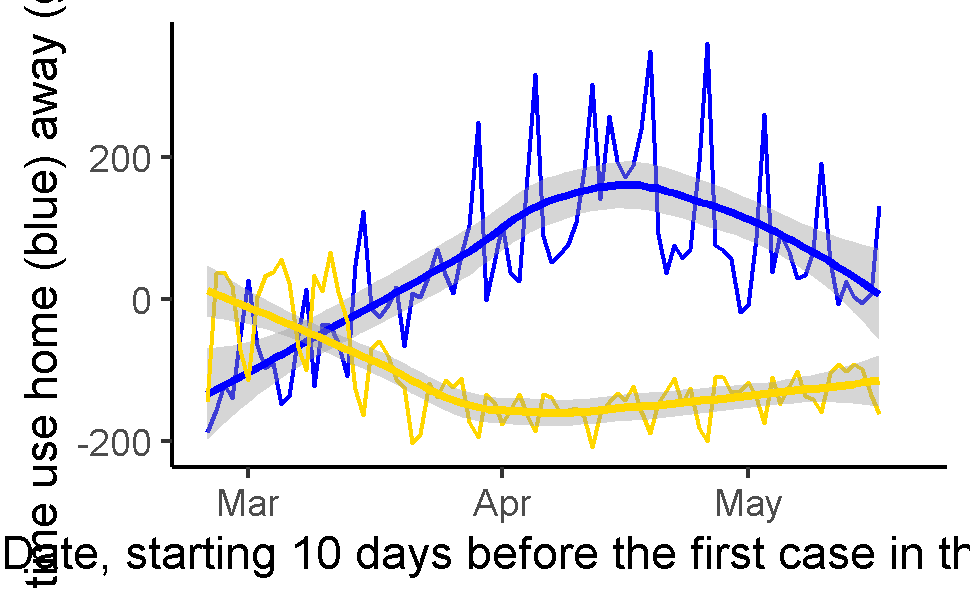 time use home (blue) away (
200
0
-200
Mar
Apr
May
Date, starting 10 days before the first case in th